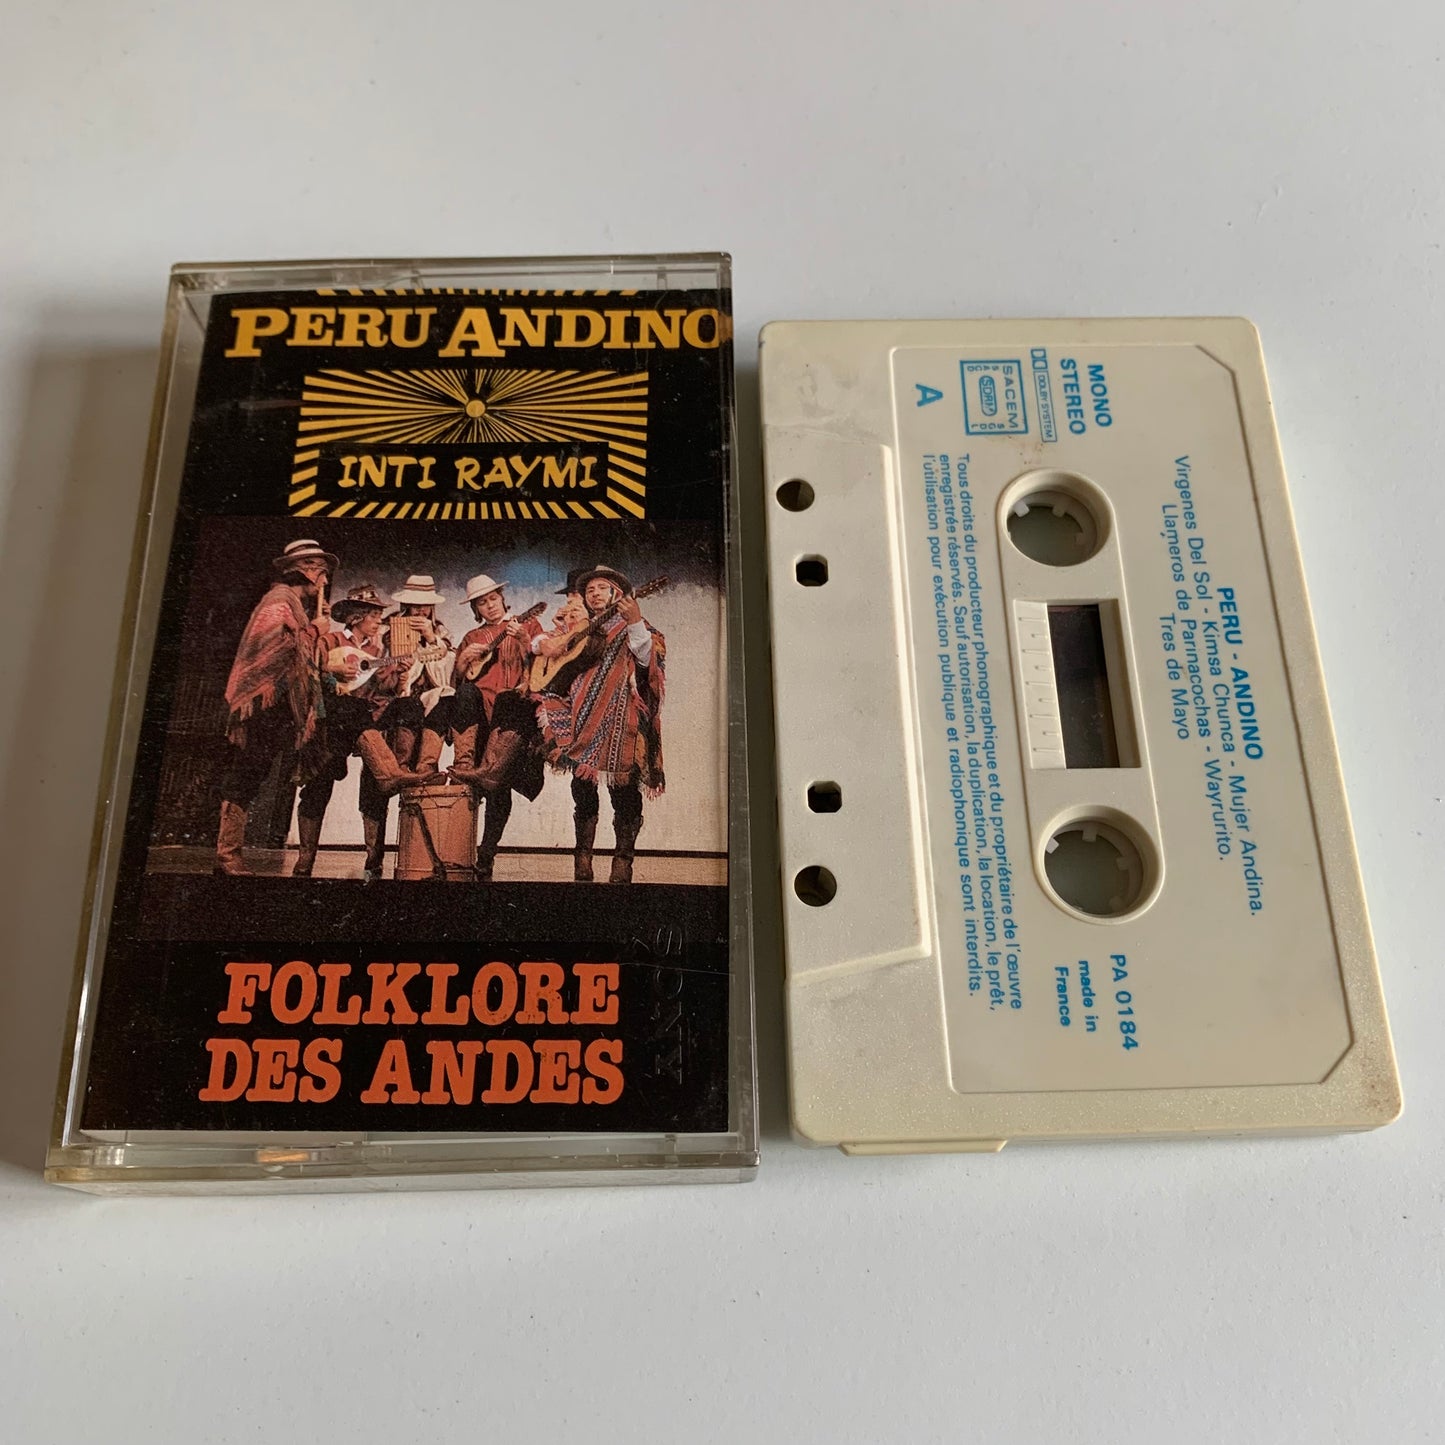 PERU ANDINO
INTI RAYMI
FOLKLORE
DES ANDES
SONY
PERU - ANDINO
Virgenes Del Sol - Kimsa Chunca - Mujer Andina.
Llameros de Parinacochas - Wayrurito.
Tres de Mayo
MONO
STEREO
DOLBY SYSTEM
SACEM
SDRM
SACD
SGDL
A
PA 0184
made in
France
Tous droits du producteur phonographique et du propriétaire de l'œuvre
enregistrée réservés. Sauf autorisation, la duplication, la location, le prêt,
l'utilisation pour exécution publique et radiophonique sont interdits.